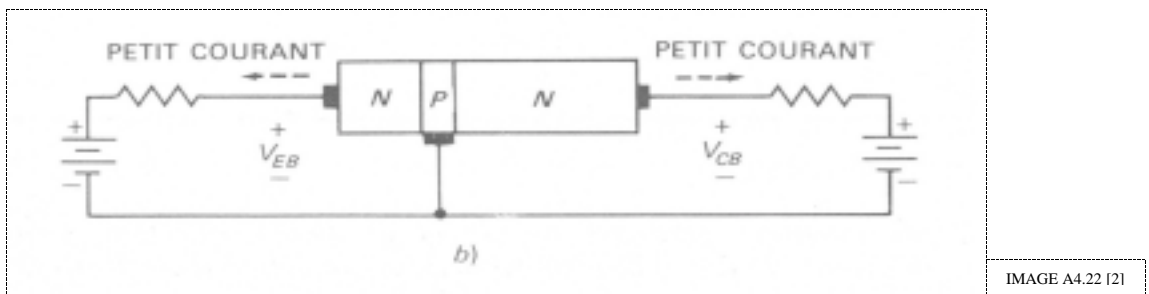 PETIT COURANT PETIT COURANT
N P N
+ + + +
V_EB V_CB
− − − −
b)
IMAGE A4.22 [2]